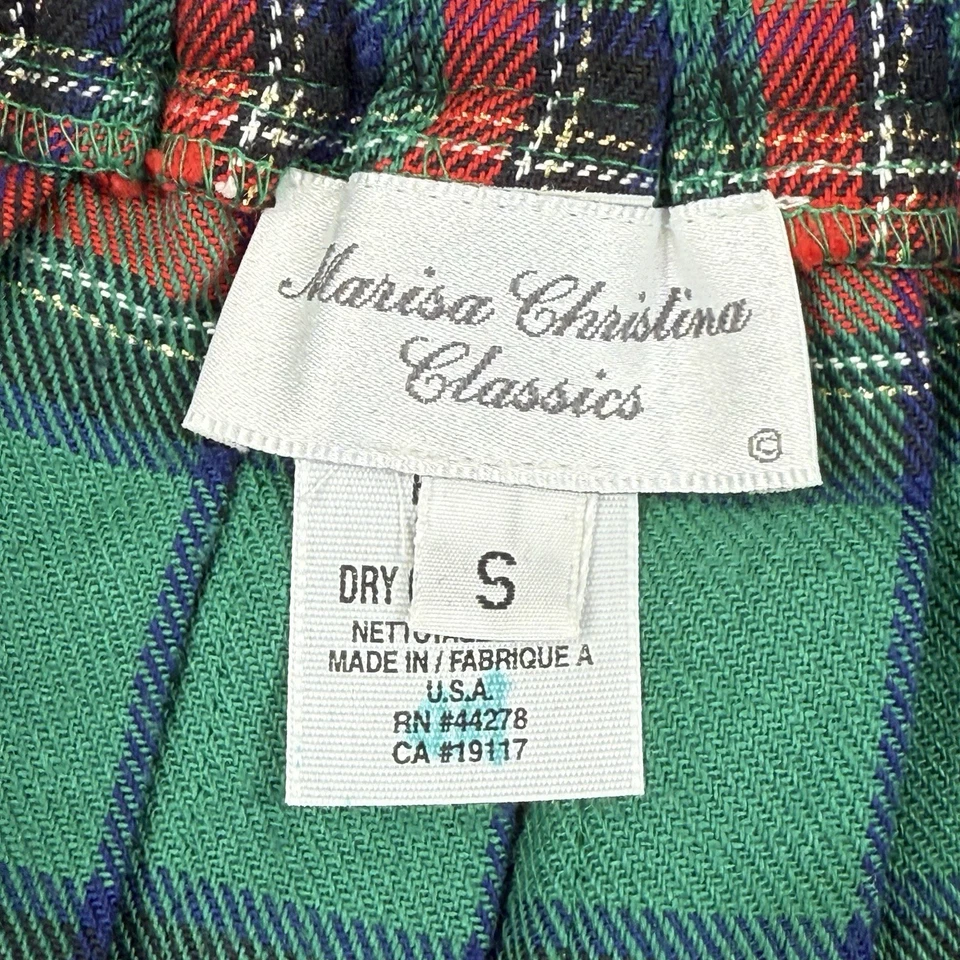 Marisa Christina
Classics
©
S
DRY
MADE IN / FABRIQUE A
U.S.A.
RN #44278
CA #19117